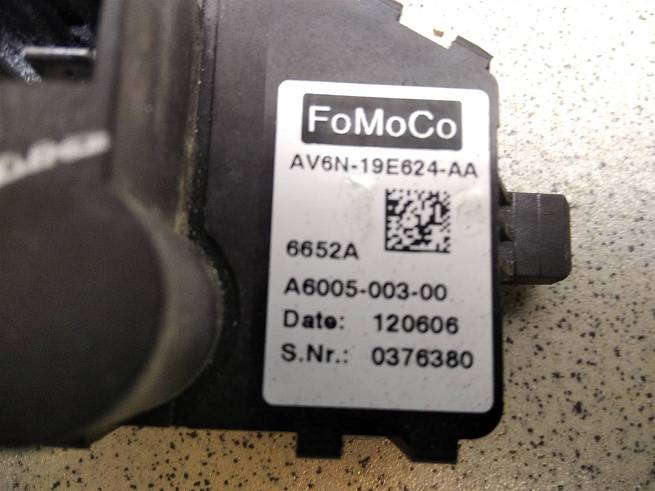 FoMoCo
AV6N-19E624-AA
6652A
A6005-003-00
Date: 120606
S.Nr.: 0376380